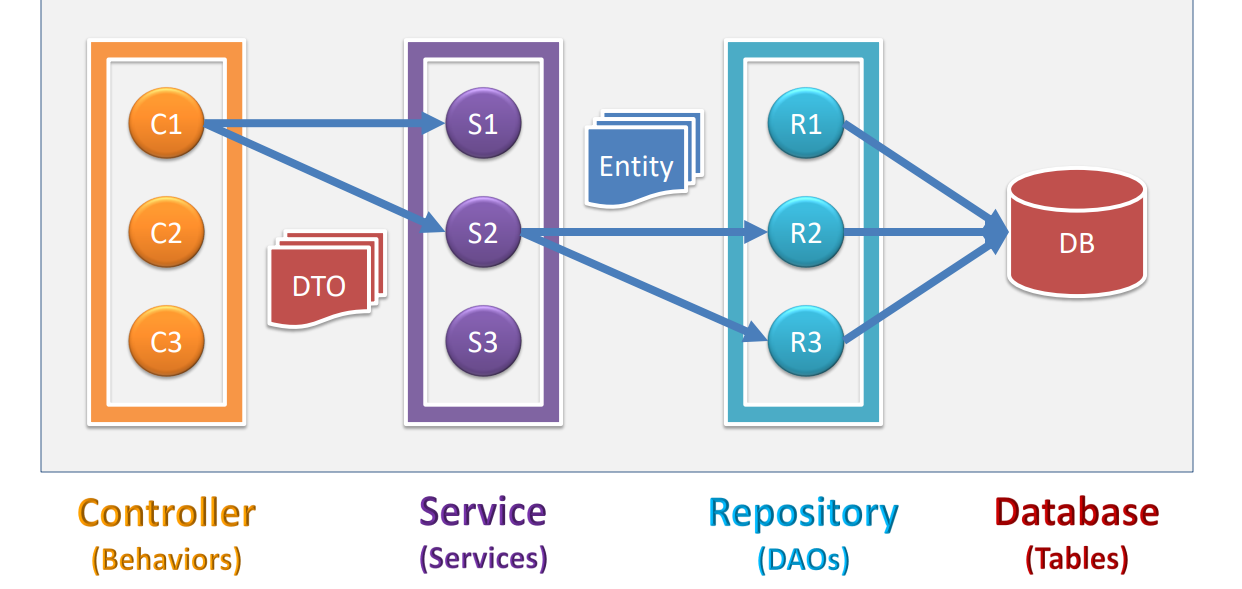 C1
S1
R1
Entity
C2
S2
R2
DB
DTO
C3
S3
R3
Controller
(Behaviors)
Service
(Services)
Repository
(DAOs)
Database
(Tables)